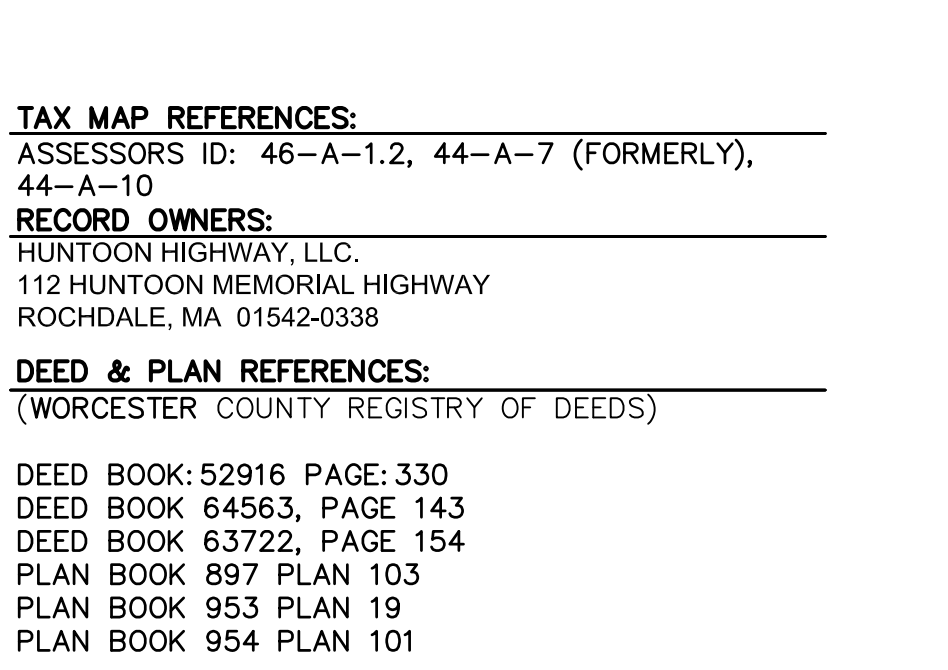 TAX MAP REFERENCES:
ASSESSORS ID: 46-A-1.2, 44-A-7 (FORMERLY),
44-A-10
RECORD OWNERS:
HUNTOON HIGHWAY, LLC.
112 HUNTOON MEMORIAL HIGHWAY
ROCHDALE, MA 01542-0338
DEED & PLAN REFERENCES:
(WORCESTER COUNTY REGISTRY OF DEEDS)
DEED BOOK: 52916 PAGE: 330
DEED BOOK 64563, PAGE 143
DEED BOOK 63722, PAGE 154
PLAN BOOK 897 PLAN 103
PLAN BOOK 953 PLAN 19
PLAN BOOK 954 PLAN 101